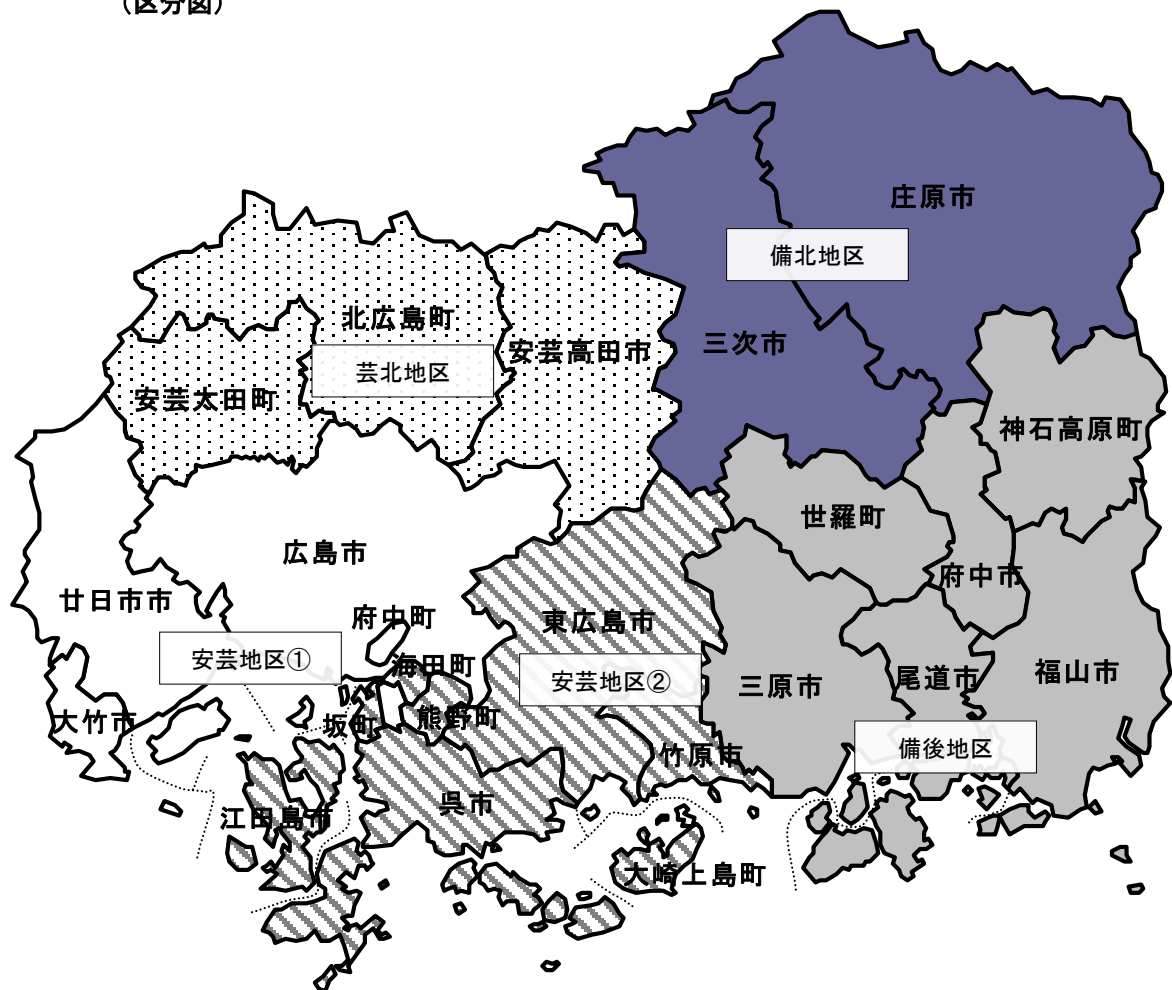 （区分図）
庄原市
備北地区
北広島町
三次市
安芸高田市
芸北地区
安芸太田町
神石高原町
世羅町
広島市
府中市
廿日市市
府中町
東広島市
安芸地区①
海田町
安芸地区②
三原市
尾道市
福山市
大竹市
坂町
熊野町
備後地区
竹原市
江田島市
呉市
大崎上島町